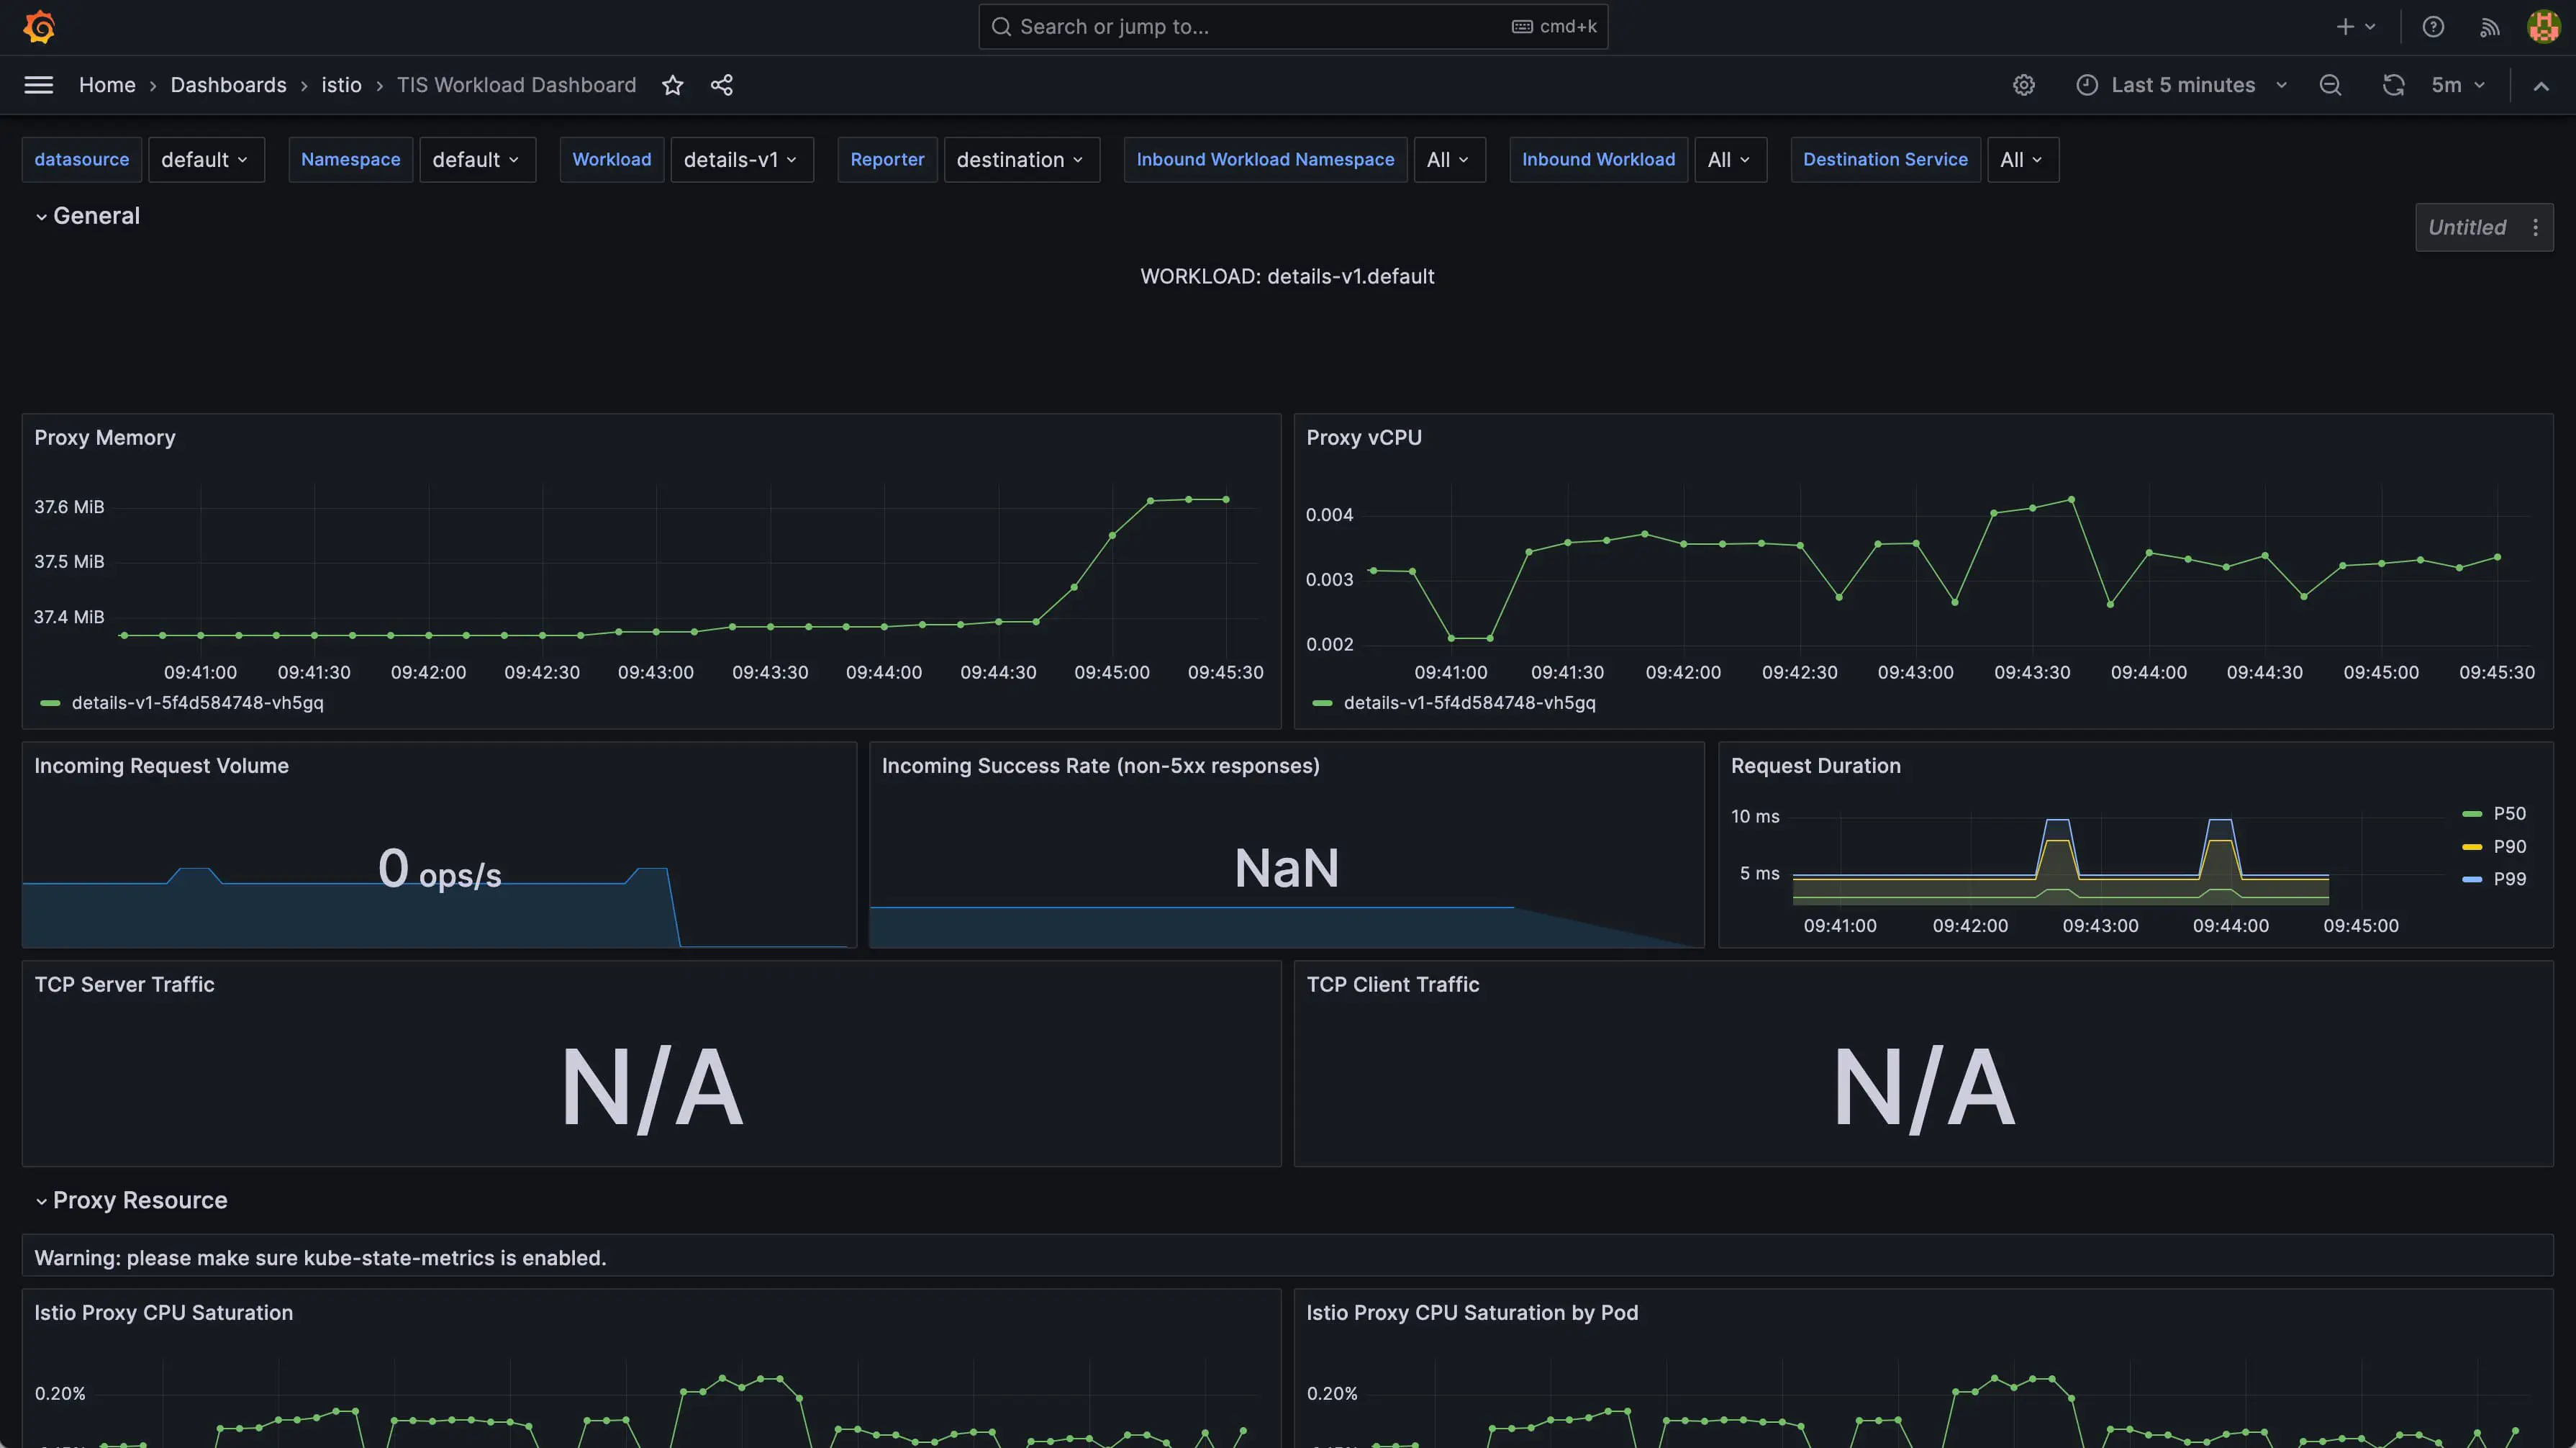 Search or jump to... cmd+k
Home › Dashboards › istio › TIS Workload Dashboard Last 5 minutes 5m
datasource default Namespace default Workload details-v1 Reporter destination Inbound Workload Namespace All Inbound Workload All Destination Service All
General
Untitled
WORKLOAD: details-v1.default
Proxy Memory
37.6 MiB
37.5 MiB
37.4 MiB
09:41:00 09:41:30 09:42:00 09:42:30 09:43:00 09:43:30 09:44:00 09:44:30 09:45:00 09:45:30
details-v1-5f4d584748-vh5gq
Proxy vCPU
0.004
0.003
0.002
09:41:00 09:41:30 09:42:00 09:42:30 09:43:00 09:43:30 09:44:00 09:44:30 09:45:00 09:45:30
details-v1-5f4d584748-vh5gq
Incoming Request Volume
0 ops/s
Incoming Success Rate (non-5xx responses)
NaN
Request Duration
10 ms
5 ms
09:41:00 09:42:00 09:43:00 09:44:00 09:45:00
P50
P90
P99
TCP Server Traffic
N/A
TCP Client Traffic
N/A
Proxy Resource
Warning: please make sure kube-state-metrics is enabled.
Istio Proxy CPU Saturation
0.20%
Istio Proxy CPU Saturation by Pod
0.20%